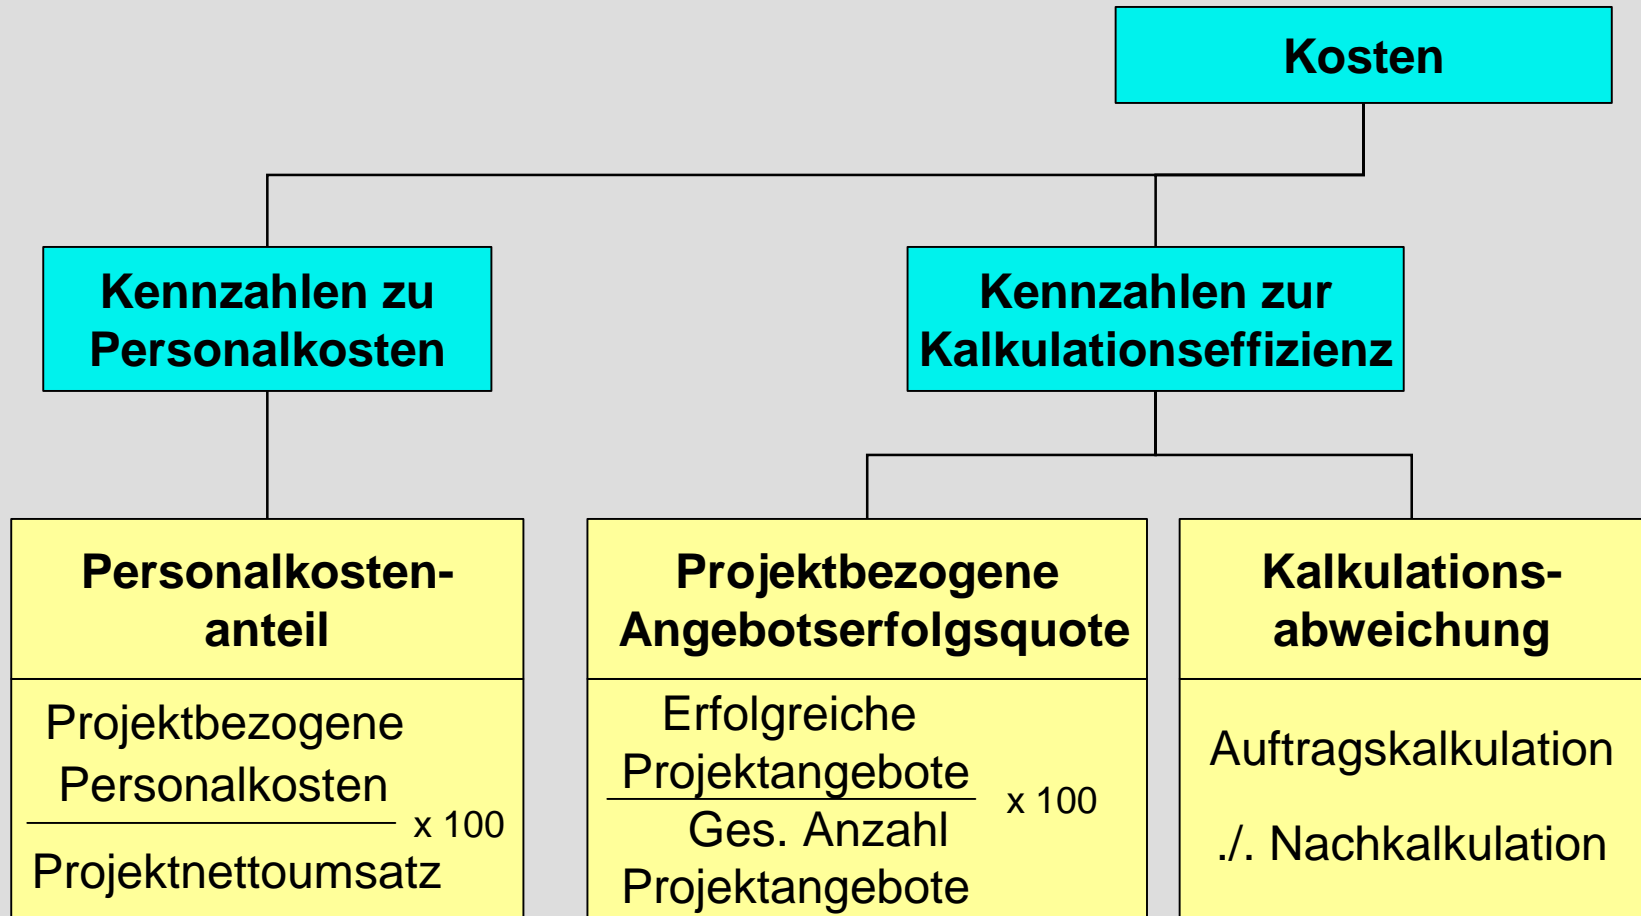 Kosten
Kennzahlen zu
Personalkosten
Kennzahlen zur
Kalkulationseffizienz
Personalkosten-
anteil
Projektbezogene
Personalkosten
x 100
Projektnettoumsatz
Projektbezogene
Angebotserfolgsquote
Erfolgreiche
Projektangebote
x 100
Ges. Anzahl
Projektangebote
Kalkulations-
abweichung
Auftragskalkulation
./. Nachkalkulation